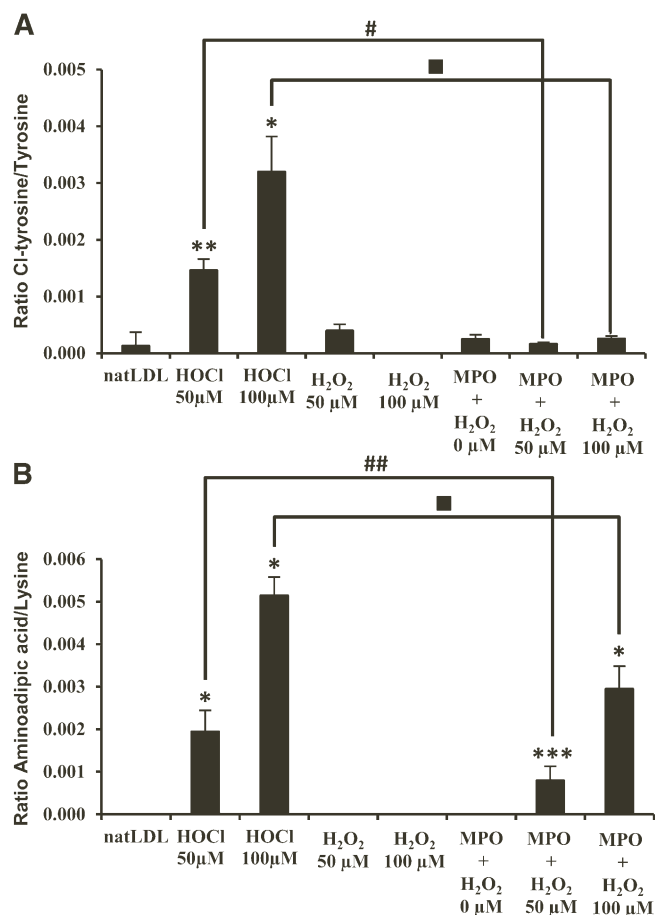 A
#
■
Ratio Cl-tyrosine/Tyrosine
0.005
0.004
0.003
0.002
0.001
0.000
**
*
natLDL
HOCl
50µM
HOCl
100µM
H₂O₂
50 µM
H₂O₂
100 µM
MPO
+
H₂O₂
0 µM
MPO
+
H₂O₂
50 µM
MPO
+
H₂O₂
100 µM
B
##
■
Ratio Aminoadipic acid/Lysine
0.006
0.005
0.004
0.003
0.002
0.001
0.000
*
*
***
*
natLDL
HOCl
50µM
HOCl
100µM
H₂O₂
50 µM
H₂O₂
100 µM
MPO
+
H₂O₂
0 µM
MPO
+
H₂O₂
50 µM
MPO
+
H₂O₂
100 µM